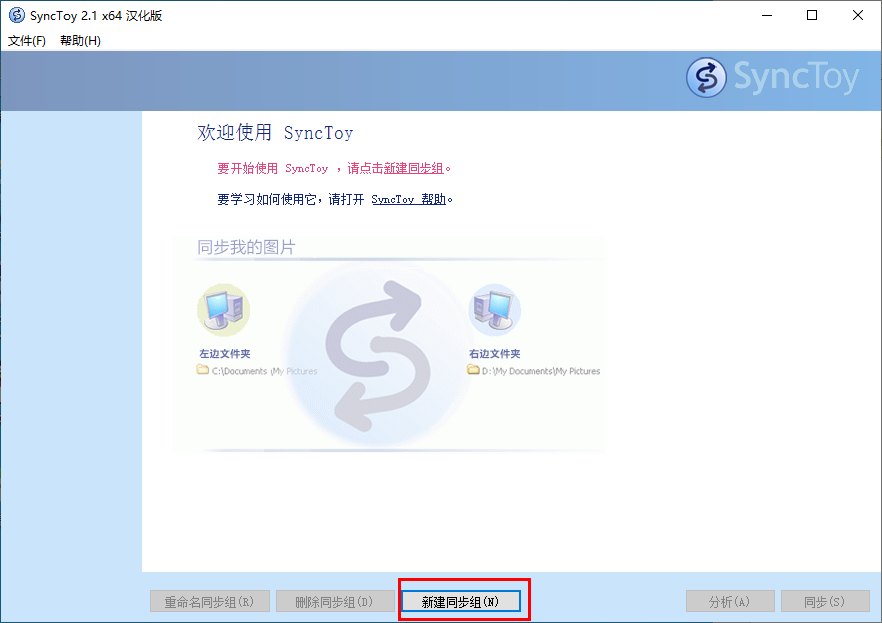 SyncToy 2.1 x64 汉化版
文件(F) 帮助(H)
SyncToy
欢迎使用 SyncToy
要开始使用 SyncToy ，请点击新建同步组。
要学习如何使用它，请打开 SyncToy 帮助。
同步我的图片
左边文件夹 右边文件夹
C:\Documents \My Pictures D:\My Documents\My Pictures
重命名同步组(R) 删除同步组(D) 新建同步组(N) 分析(A) 同步(S)